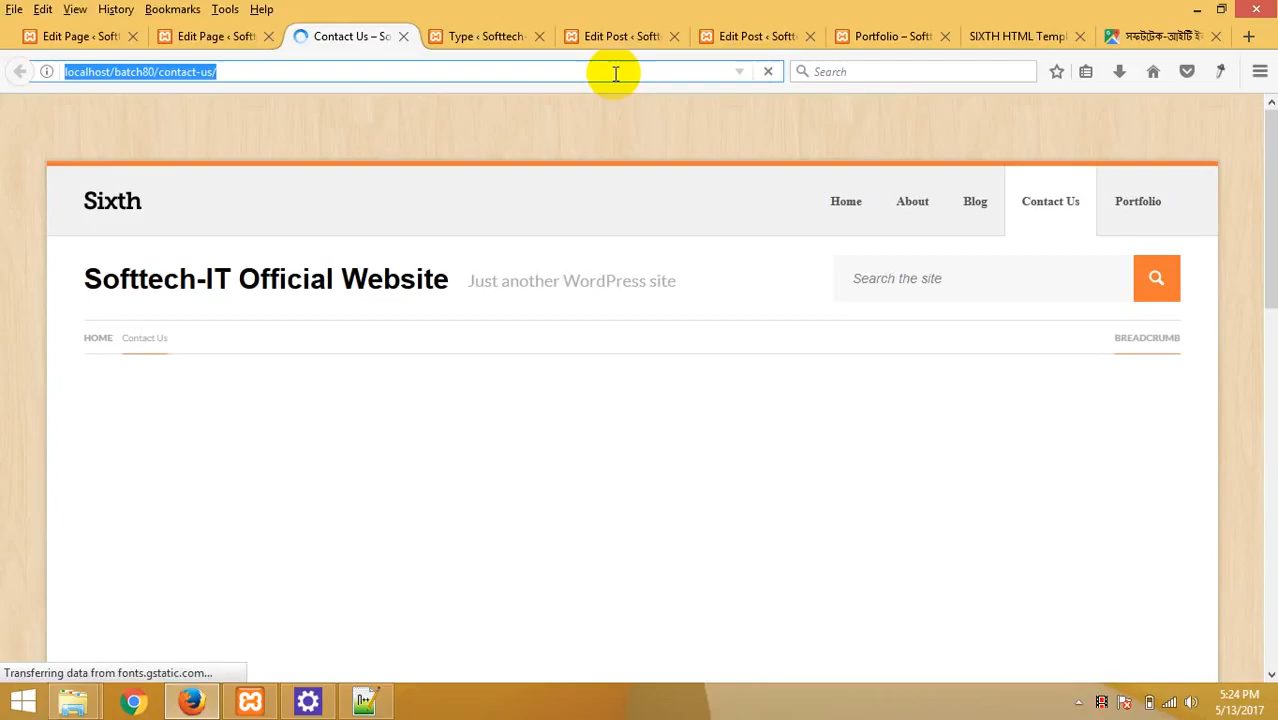 File Edit View History Bookmarks Tools Help
Edit Page ‹ Soft Edit Page ‹ Soft Contact Us – So Type ‹ Softtech- Edit Post ‹ Softt Edit Post ‹ Softt Portfolio – Softt SIXTH HTML Temp সফটটেক-আইটি ই
localhost/batch80/contact-us/ Search
Sixth Home About Blog Contact Us Portfolio
Softtech-IT Official Website Just another WordPress site Search the site
HOME Contact Us BREADCRUMB
Transferring data from fonts.gstatic.com...
5:24 PM
5/13/2017